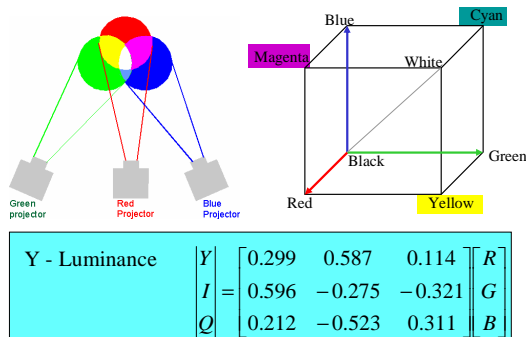 Blue
Cyan
Magenta
White
Black
Green
Red
Yellow
Green
projector
Red
Projector
Blue
Projector
Y - Luminance
|Y| = [0.299 0.587 0.114] [R]
|I| = [0.596 −0.275 −0.321] [G]
|Q| = [0.212 −0.523 0.311] [B]